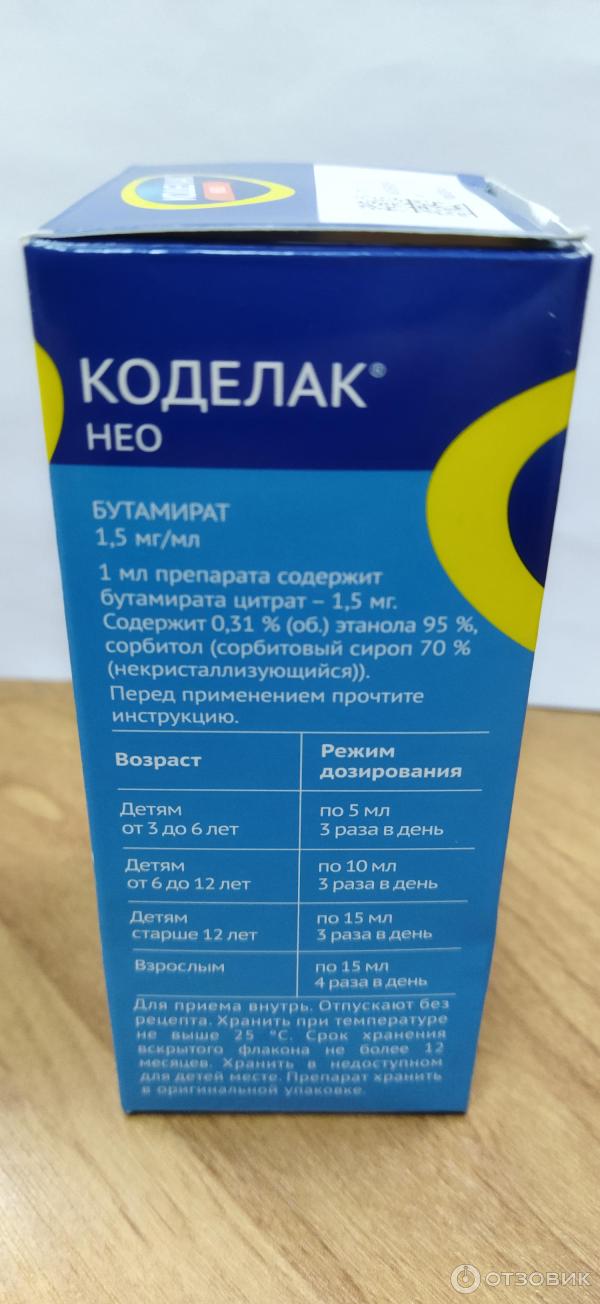 КОДЕЛАК®
НЕО
БУТАМИРАТ
1,5 мг/мл
1 мл препарата содержит
бутамирата цитрат – 1,5 мг.
Содержит 0,31 % (об.) этанола 95 %,
сорбитол (сорбитовый сироп 70 %
(некристаллизующийся)).
Перед применением прочтите
инструкцию.
Возраст
Режим
дозирования
Детям
от 3 до 6 лет
по 5 мл
3 раза в день
Детям
от 6 до 12 лет
по 10 мл
3 раза в день
Детям
старше 12 лет
по 15 мл
3 раза в день
Взрослым
по 15 мл
4 раза в день
Для приема внутрь. Отпускают без
рецепта. Хранить при температуре
не выше 25 °С. Срок хранения
вскрытого флакона не более 12
месяцев. Хранить в недоступном
для детей месте. Препарат хранить
в оригинальной упаковке.
ОТЗОВИК